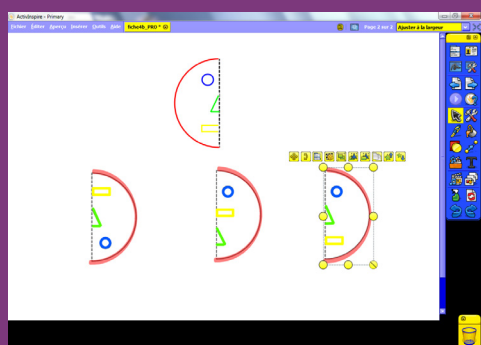 ActivInspire - Primary
Fichier Éditer Aperçu Insérer Outils Aide fiche4b_PRO * Page 2 sur 2 Ajuster à la largeur